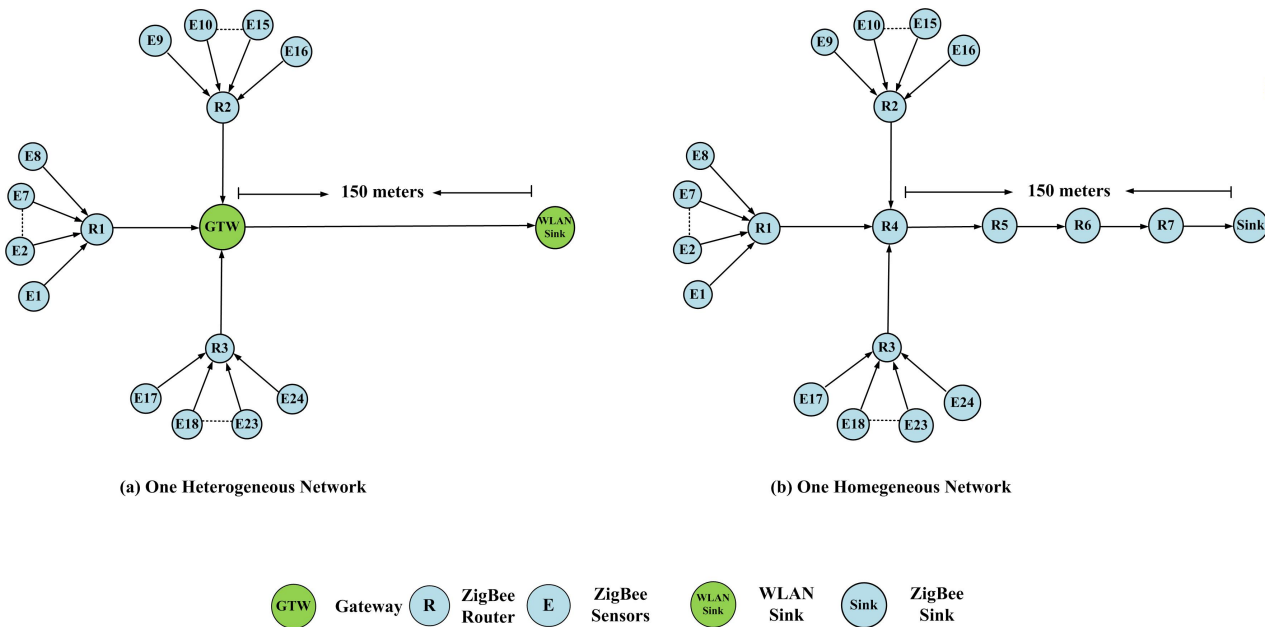 E10
E15
E9
E16
R2
E8
E7
150 meters
R1
GTW
WLAN
Sink
E2
E1
R3
E17
E24
E18
E23
(a) One Heterogeneous Network
E10
E15
E9
E16
R2
E8
E7
150 meters
R1
R4
R5
R6
R7
Sink
E2
E1
R3
E17
E24
E18
E23
(b) One Homegeneous Network
GTW
Gateway
R
ZigBee
Router
E
ZigBee
Sensors
WLAN
Sink
WLAN
Sink
Sink
ZigBee
Sink